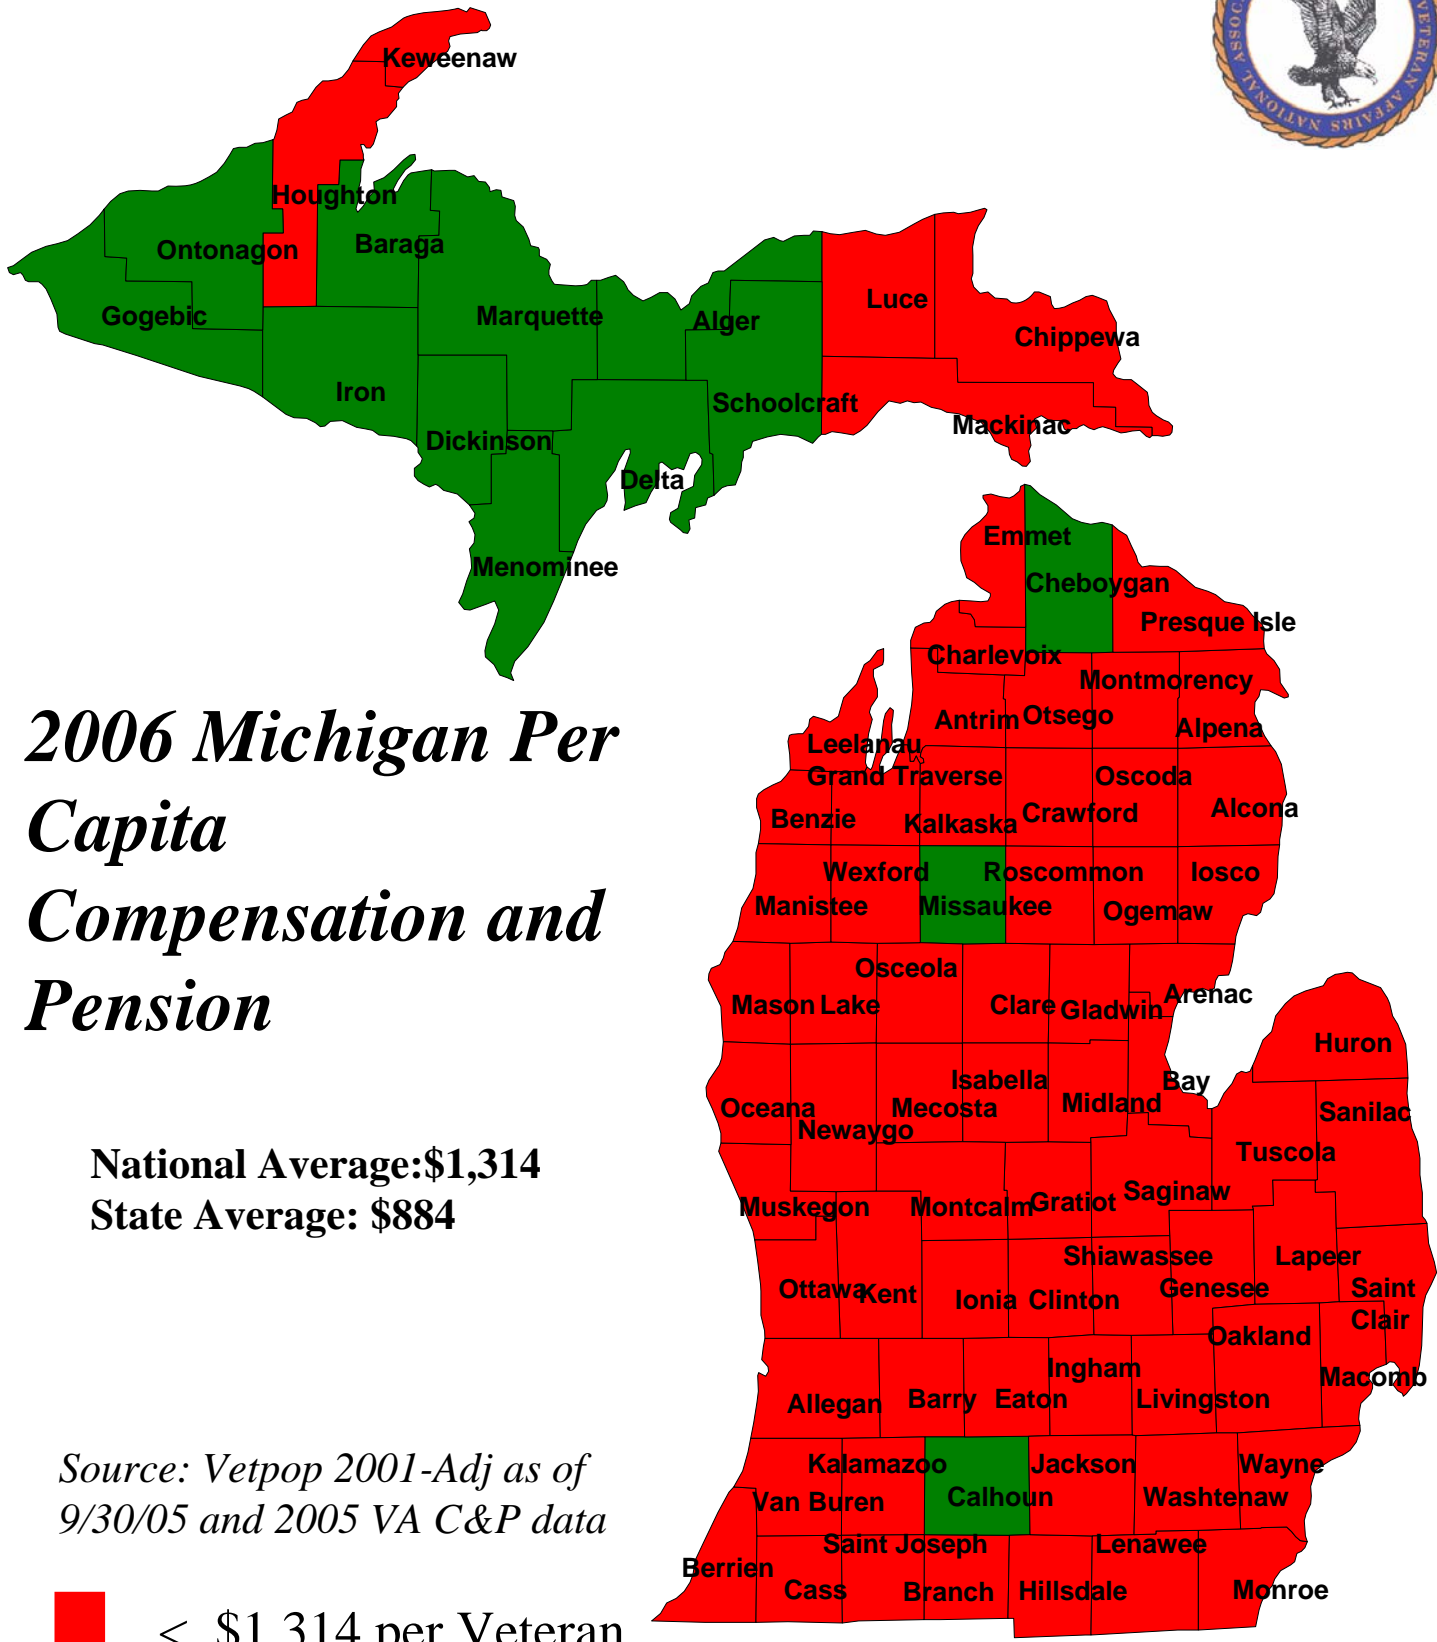 NATIONAL ASSOC
VETERAN AFFAIRS NATIONAL
Keweenaw
Houghton
Ontonagon
Baraga
Gogebic
Marquette
Alger
Luce
Chippewa
Iron
Schoolcraft
Mackinac
Dickinson
Delta
Menominee
Emmet
Cheboygan
Presque Isle
Charlevoix
Montmorency
Antrim
Otsego
Alpena
Leelanau
Grand Traverse
Oscoda
Benzie
Kalkaska
Crawford
Alcona
Wexford
Roscommon
Iosco
Manistee
Missaukee
Ogemaw
Osceola
Mason
Lake
Clare
Gladwin
Arenac
Huron
Isabella
Bay
Oceana
Mecosta
Midland
Sanilac
Newaygo
Tuscola
Muskegon
Montcalm
Gratiot
Saginaw
Shiawassee
Lapeer
Ottawa
Kent
Ionia
Clinton
Genesee
Saint
Clair
Oakland
Ingham
Macomb
Allegan
Barry
Eaton
Livingston
Kalamazoo
Jackson
Wayne
Van Buren
Calhoun
Washtenaw
Saint Joseph
Lenawee
Berrien
Cass
Branch
Hillsdale
Monroe
2006 Michigan Per
Capita
Compensation and
Pension
National Average:$1,314
State Average: $884
Source: Vetpop 2001-Adj as of
9/30/05 and 2005 VA C&P data
< $1,314 per Veteran